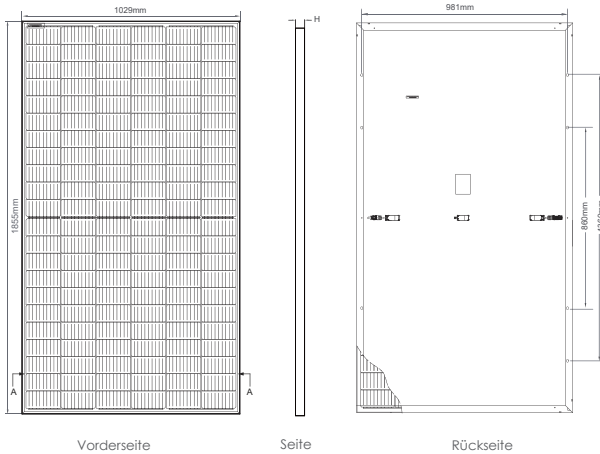 1029mm
H
981mm
1855mm
860mm
A
A
Vorderseite
Seite
Rückseite